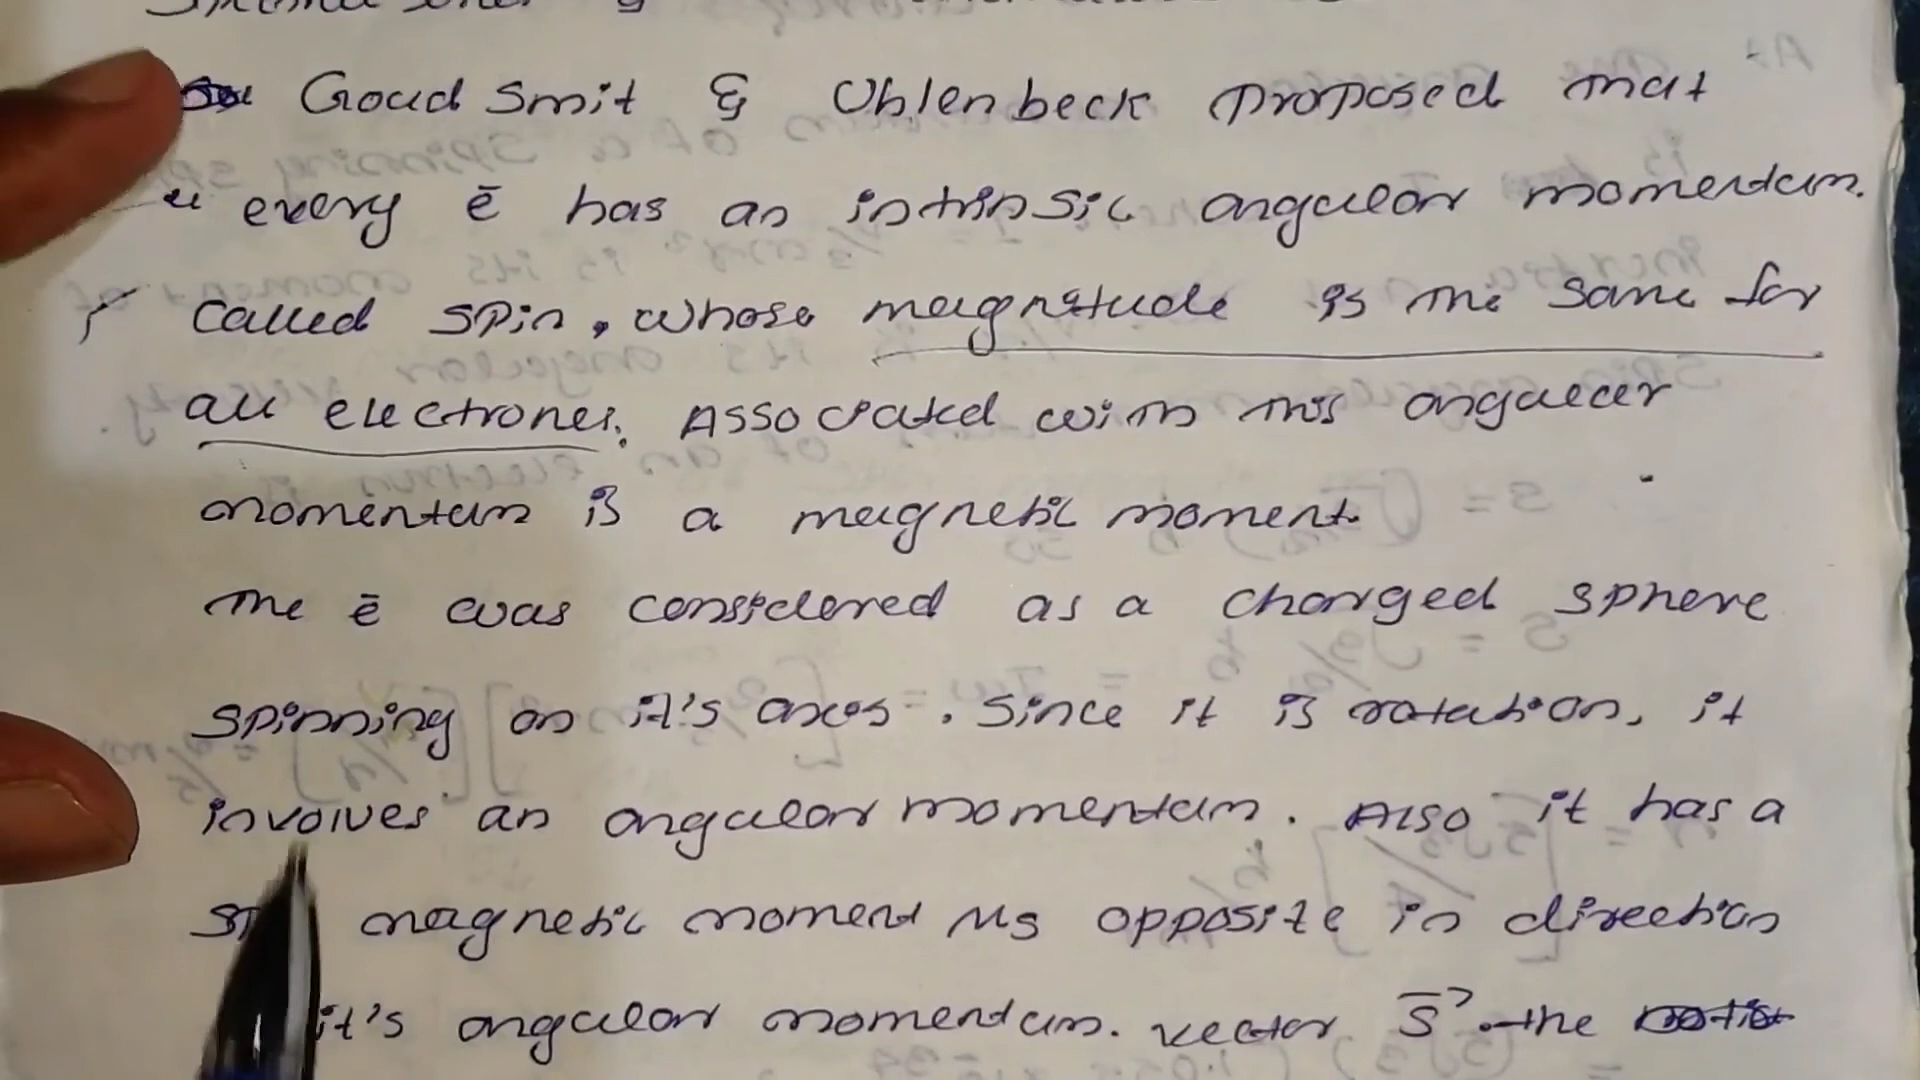 Goud Smit & Uhlenbeck proposed that
every ē has an intrinsic angular momentum.
called spin, whose magnitude is the same for
all electrones. Associated with this angular
momentum is a magnetic moment.
The ē was considered as a charged sphere
spinning on it's axes. Since it is rotation, it
involves an angular momentum. Also it has a
magnetic moment μs opposite in direction
it's angular momentum. vector S⃗. the